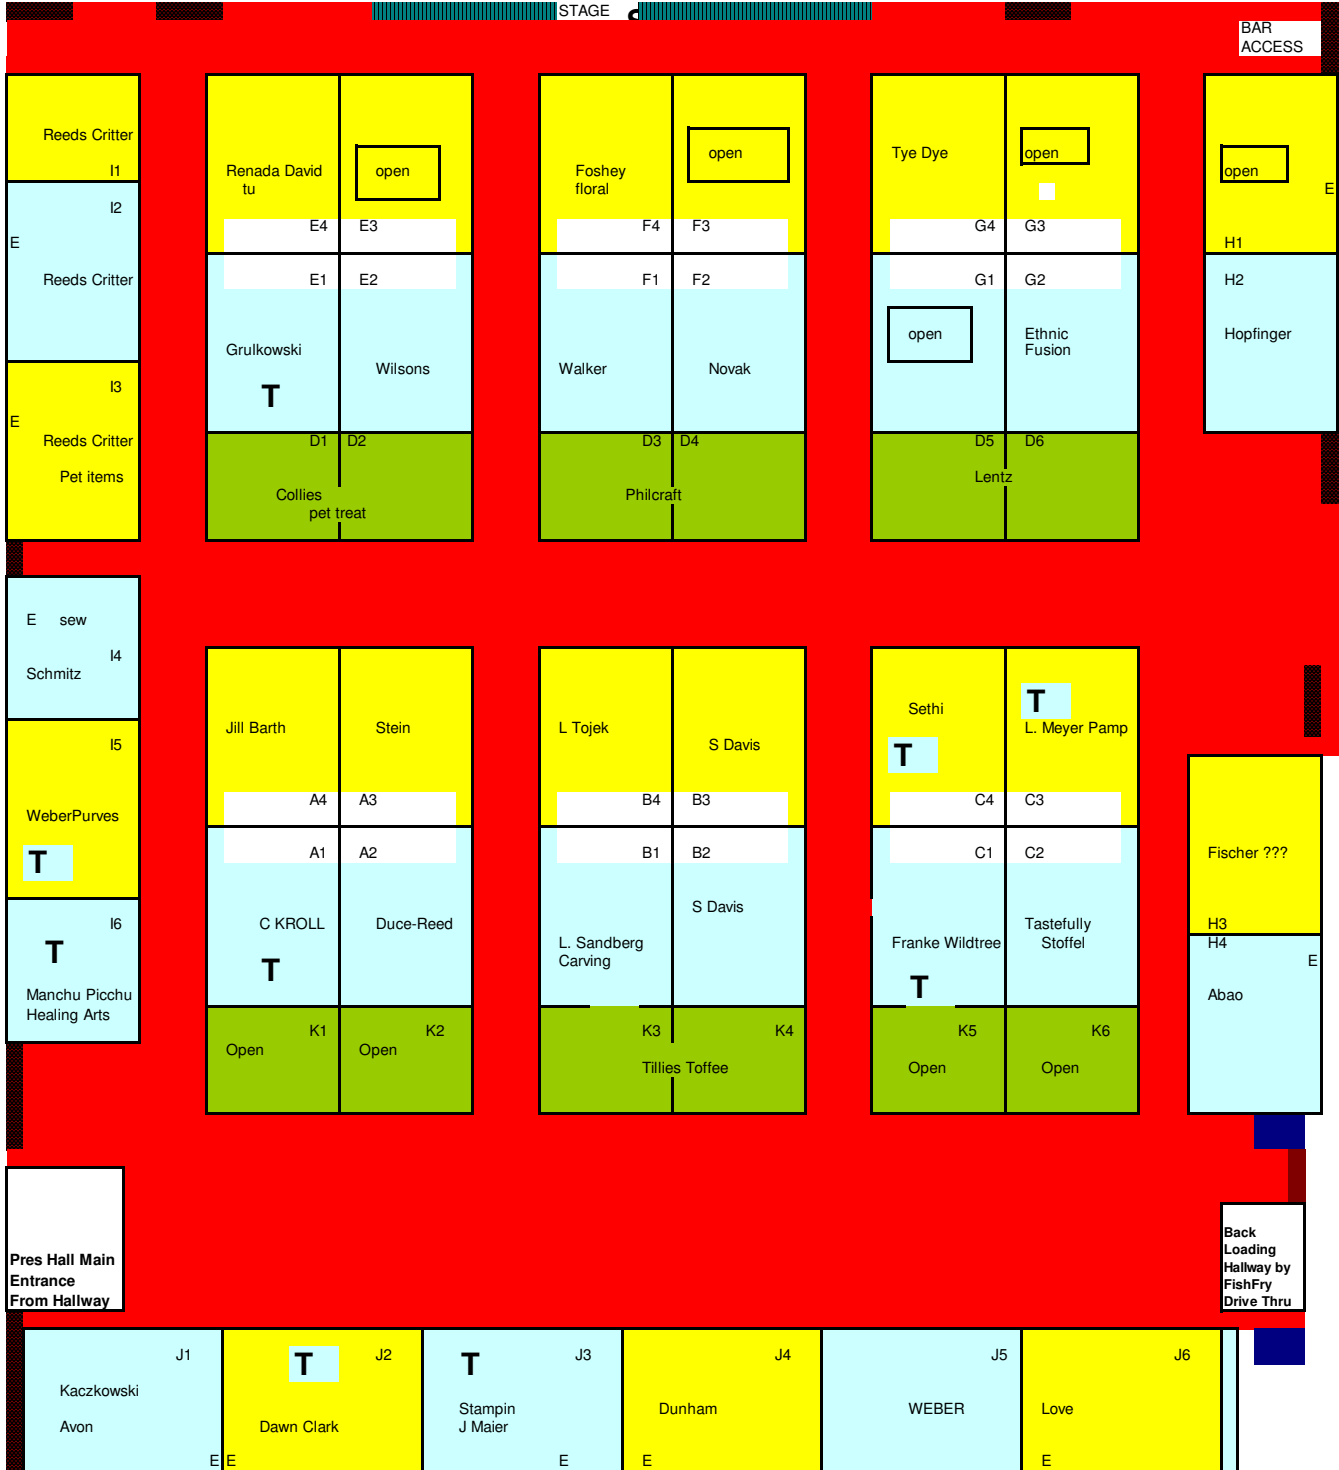 STAGE
BAR
ACCESS
Reeds Critter
I1
Renada David
tu
open
Foshey
floral
open
Tye Dye
open
open
E
E4 E3
F4 F3
G4 G3
H1
I2
E
Reeds Critter
E1 E2
F1 F2
G1 G2
H2
Grulkowski
T
Wilsons
Walker
Novak
open
Ethnic
Fusion
Hopfinger
I3
E
Reeds Critter
Pet items
D1 D2
Collies
pet treat
D3 D4
Philcraft
D5 D6
Lentz
E sew
I4
Schmitz
Jill Barth
Stein
L Tojek
S Davis
Sethi
T
T
L. Meyer Pamp
I5
WeberPurves
T
A4 A3
B4 B3
C4 C3
A1 A2
B1 B2
C1 C2
Fischer ???
H3
H4
E
Abao
I6
T
Manchu Picchu
Healing Arts
C KROLL
T
Duce-Reed
L. Sandberg
Carving
S Davis
Franke Wildtree
T
Tastefully
Stoffel
K1
Open
K2
Open
K3 K4
Tillies Toffee
K5
Open
K6
Open
Pres Hall Main
Entrance
From Hallway
Back
Loading
Hallway by
FishFry
Drive Thru
J1
Kaczkowski
Avon
E
T J2
Dawn Clark
E
T J3
Stampin
J Maier
E
J4
Dunham
E
J5
WEBER
J6
Love
E